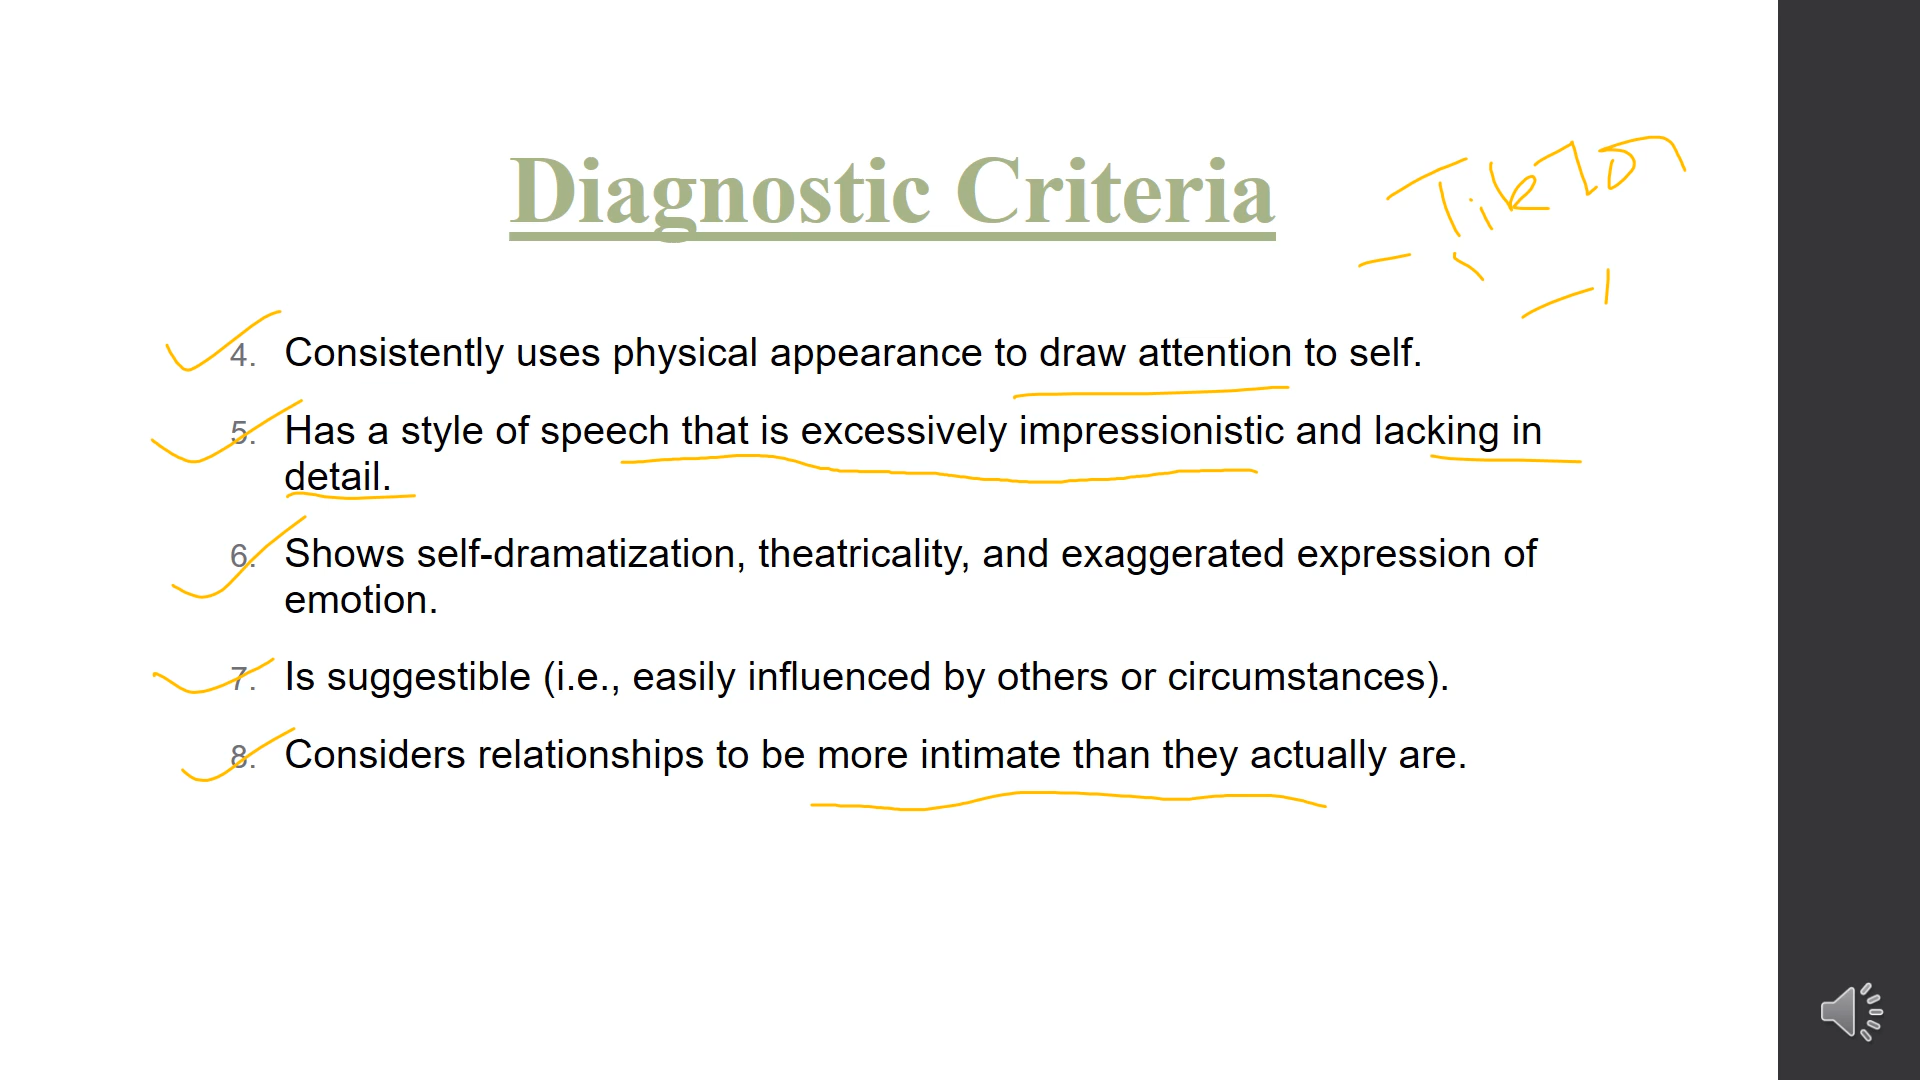 Diagnostic Criteria
4. Consistently uses physical appearance to draw attention to self.
5. Has a style of speech that is excessively impressionistic and lacking in
detail.
6. Shows self-dramatization, theatricality, and exaggerated expression of
emotion.
7. Is suggestible (i.e., easily influenced by others or circumstances).
8. Considers relationships to be more intimate than they actually are.